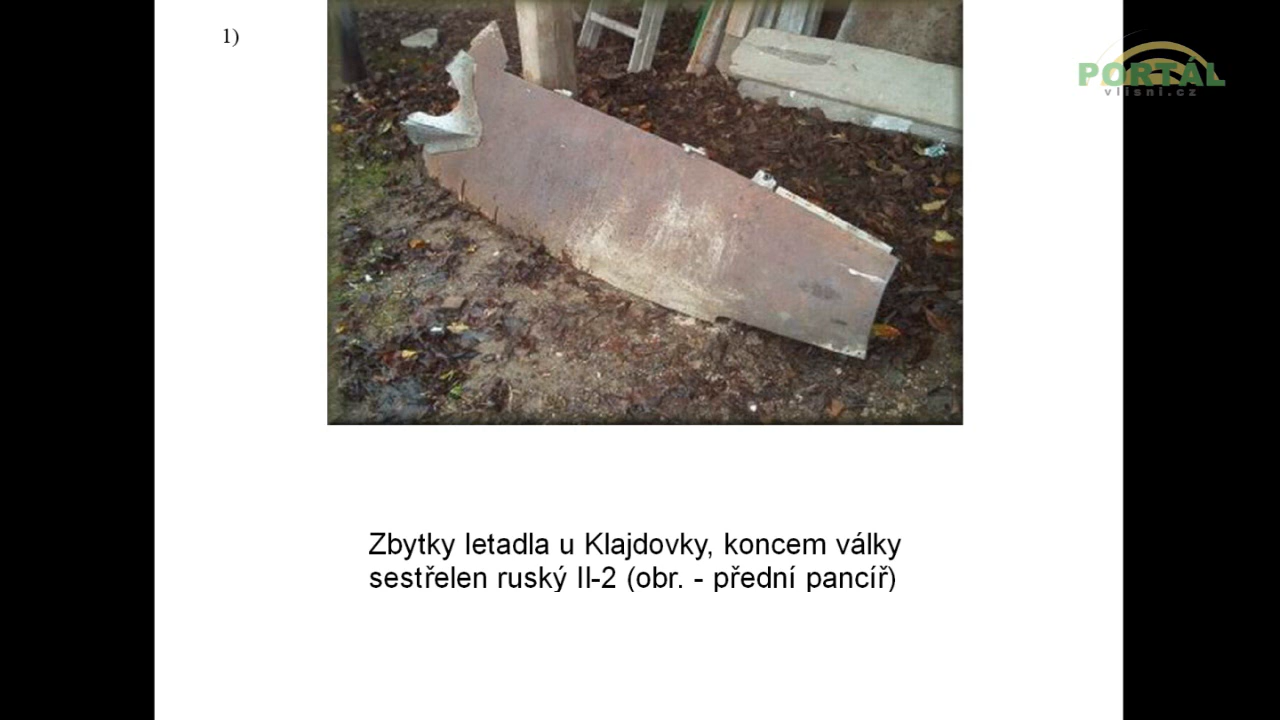 1)
PORTÁL
vlisni.cz
Zbytky letadla u Klajdovky, koncem války
sestřelen ruský Il-2 (obr. - přední pancíř)